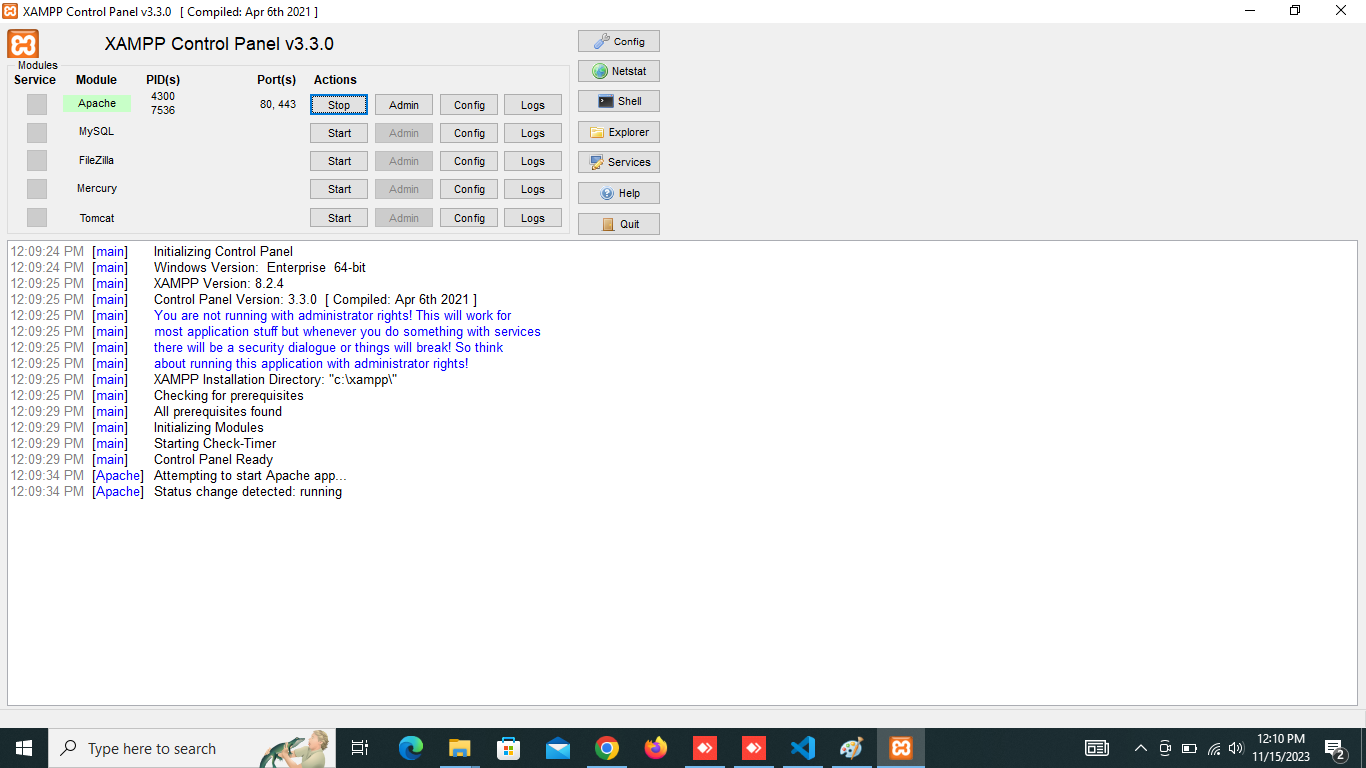 XAMPP Control Panel v3.3.0 [ Compiled: Apr 6th 2021 ]
XAMPP Control Panel v3.3.0
Config
Modules
Service Module PID(s) Port(s) Actions
Netstat
Apache 4300 7536 80, 443 Stop Admin Config Logs
Shell
MySQL Start Admin Config Logs
Explorer
FileZilla Start Admin Config Logs
Services
Mercury Start Admin Config Logs
Help
Tomcat Start Admin Config Logs
Quit
12:09:24 PM [main] Initializing Control Panel
12:09:24 PM [main] Windows Version: Enterprise 64-bit
12:09:25 PM [main] XAMPP Version: 8.2.4
12:09:25 PM [main] Control Panel Version: 3.3.0 [ Compiled: Apr 6th 2021 ]
12:09:25 PM [main] You are not running with administrator rights! This will work for
12:09:25 PM [main] most application stuff but whenever you do something with services
12:09:25 PM [main] there will be a security dialogue or things will break! So think
12:09:25 PM [main] about running this application with administrator rights!
12:09:25 PM [main] XAMPP Installation Directory: "c:\xampp\"
12:09:25 PM [main] Checking for prerequisites
12:09:29 PM [main] All prerequisites found
12:09:29 PM [main] Initializing Modules
12:09:29 PM [main] Starting Check-Timer
12:09:29 PM [main] Control Panel Ready
12:09:34 PM [Apache] Attempting to start Apache app...
12:09:34 PM [Apache] Status change detected: running
Type here to search
12:10 PM
11/15/2023
2